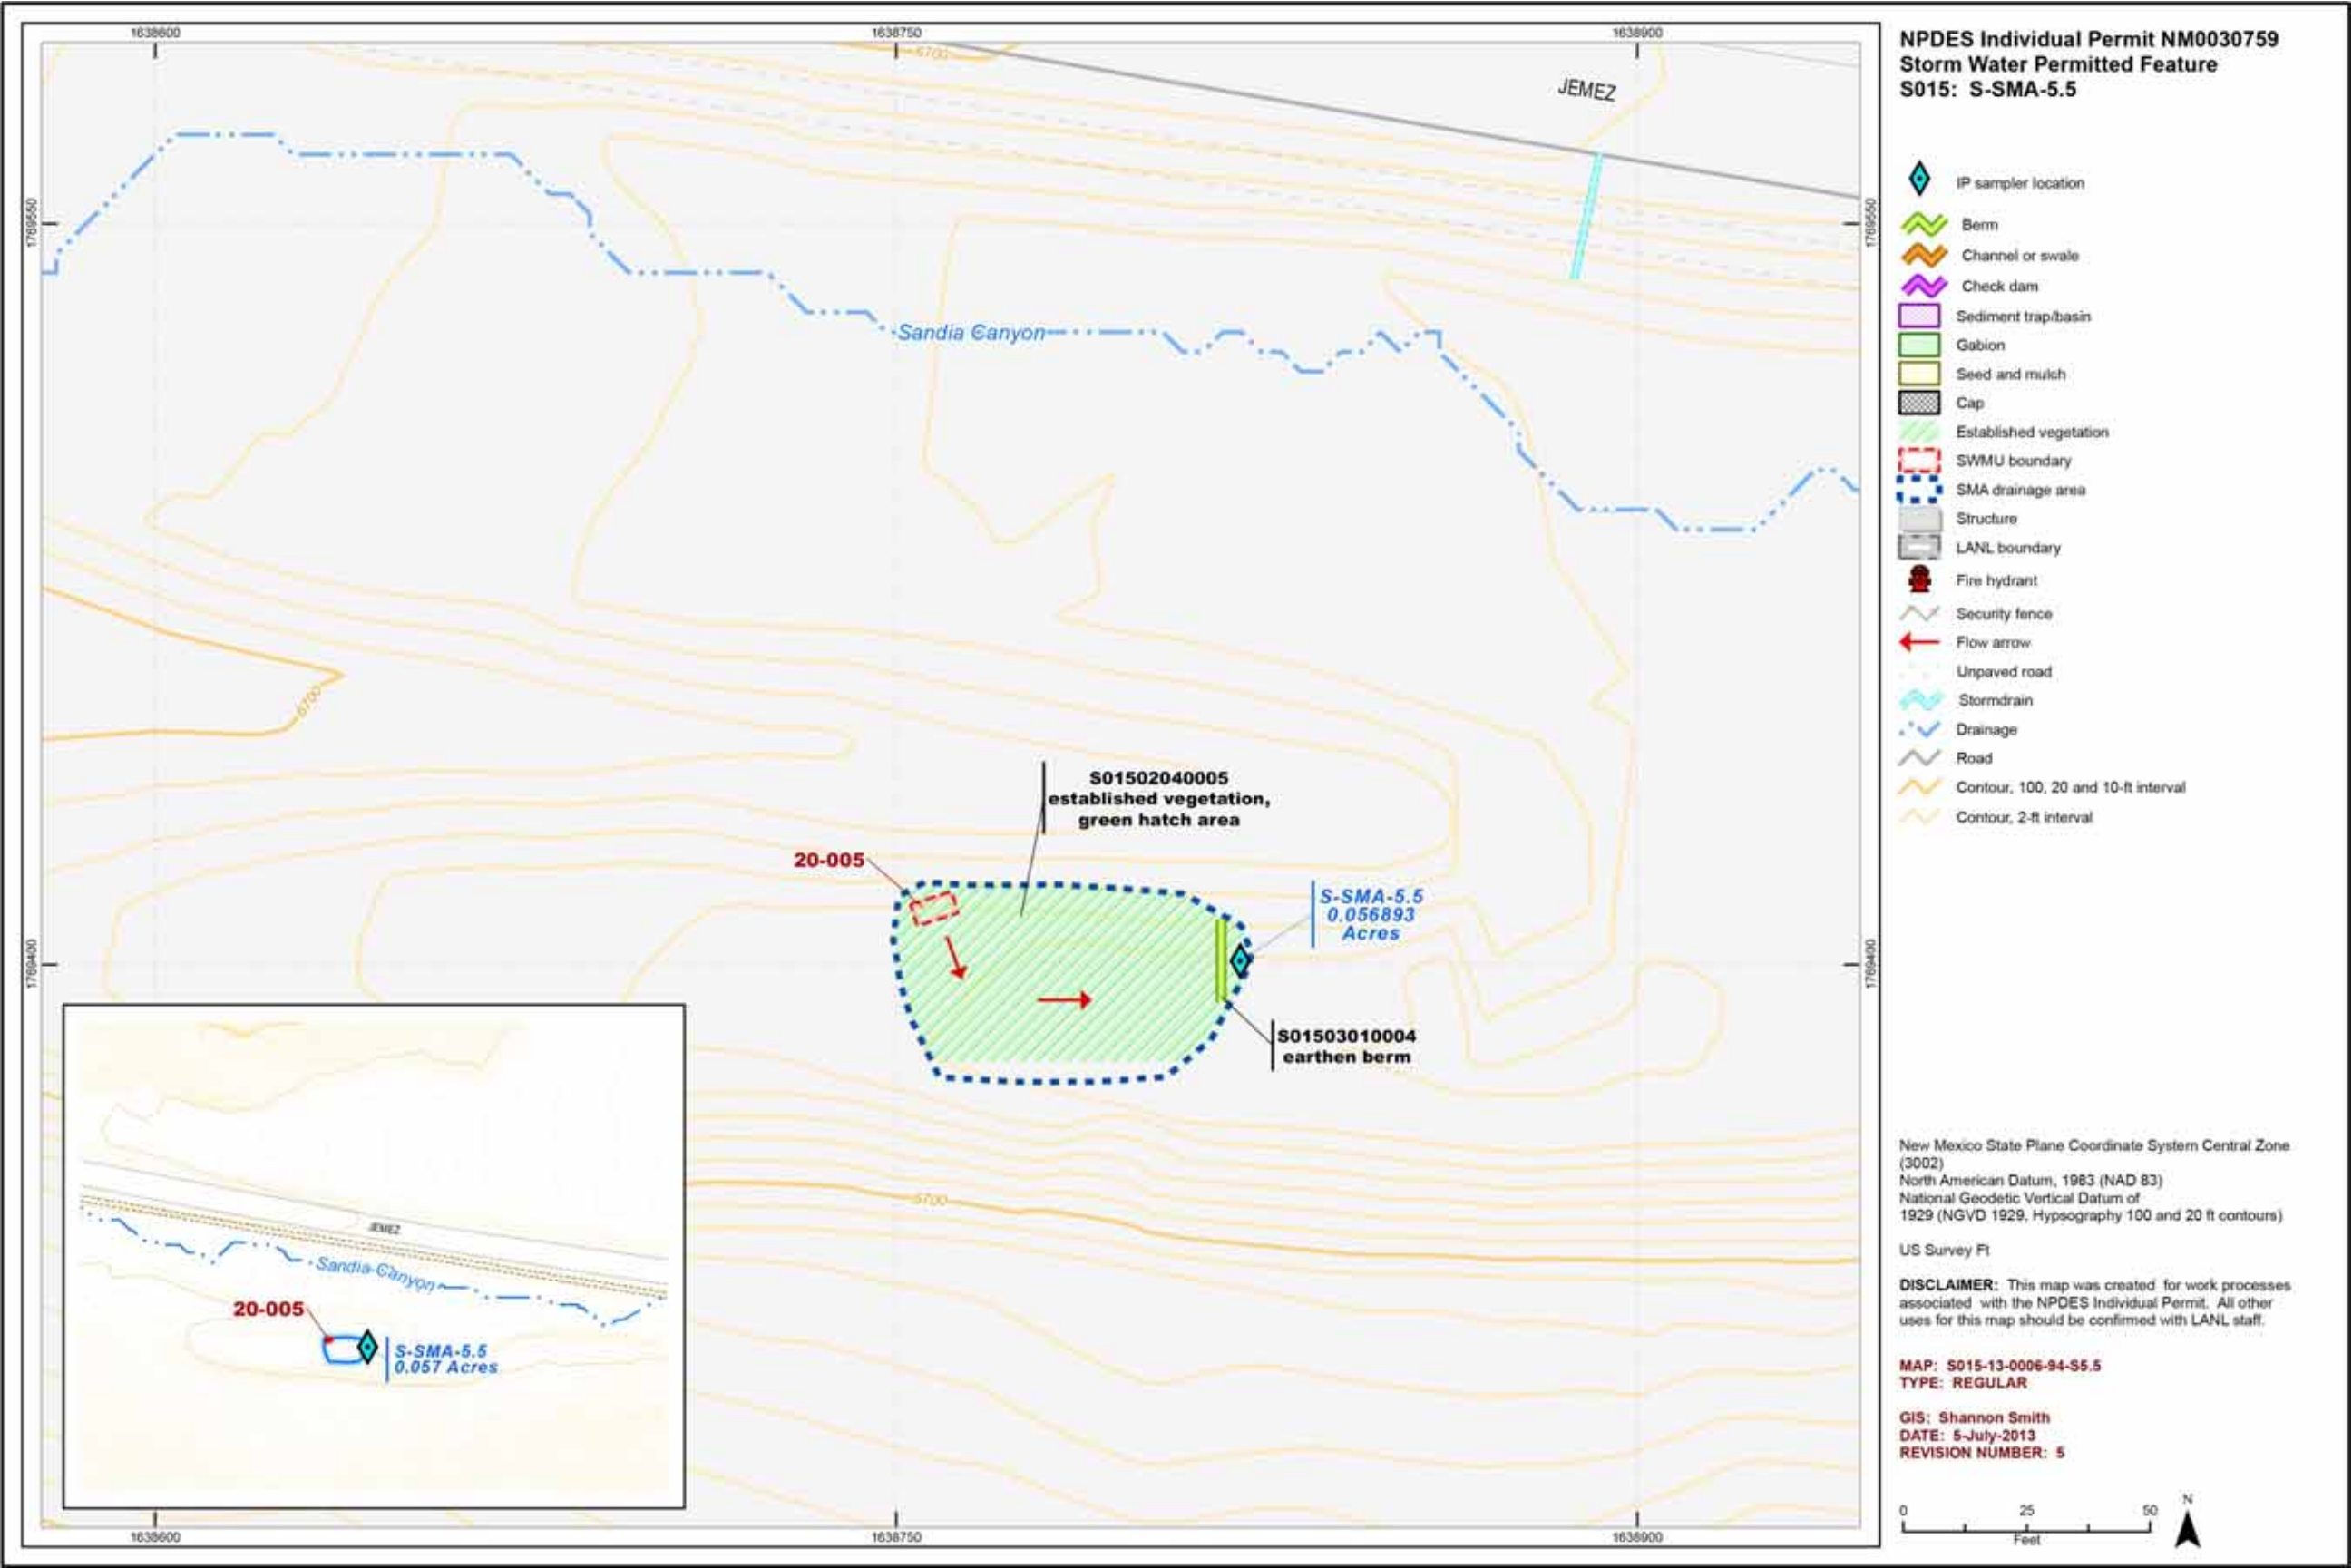 1638600
1638750
1638900
NPDES Individual Permit NM0030759
Storm Water Permitted Feature
S015: S-SMA-5.5
6700
JEMEZ
1769550
1769550
Sandia Canyon
IP sampler location
Berm
Channel or swale
Check dam
Sediment trap/basin
Gabion
Seed and mulch
Cap
Established vegetation
SWMU boundary
SMA drainage area
Structure
LANL boundary
Fire hydrant
Security fence
Flow arrow
Unpaved road
Stormdrain
Drainage
Road
Contour, 100, 20 and 10-ft interval
Contour, 2-ft interval
6700
S01502040005
established vegetation,
green hatch area
20-005
S-SMA-5.5
0.056893
Acres
1769400
1769400
S01503010004
earthen berm
6700
JEMEZ
Sandia Canyon
20-005
S-SMA-5.5
0.057 Acres
New Mexico State Plane Coordinate System Central Zone
(3002)
North American Datum, 1983 (NAD 83)
National Geodetic Vertical Datum of
1929 (NGVD 1929, Hypsography 100 and 20 ft contours)
US Survey Ft
DISCLAIMER: This map was created for work processes
associated with the NPDES Individual Permit. All other
uses for this map should be confirmed with LANL staff.
MAP: S015-13-0006-94-S5.5
TYPE: REGULAR
GIS: Shannon Smith
DATE: 5-July-2013
REVISION NUMBER: 5
0 25 50
Feet
N
1638600
1638750
1638900